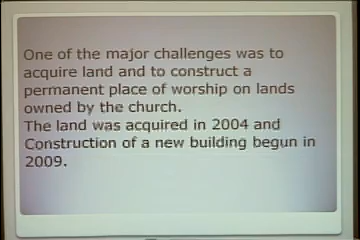 One of the major challenges was to
acquire land and to construct a
permanent place of worship on lands
owned by the church.
The land was acquired in 2004 and
Construction of a new building begun in
2009.